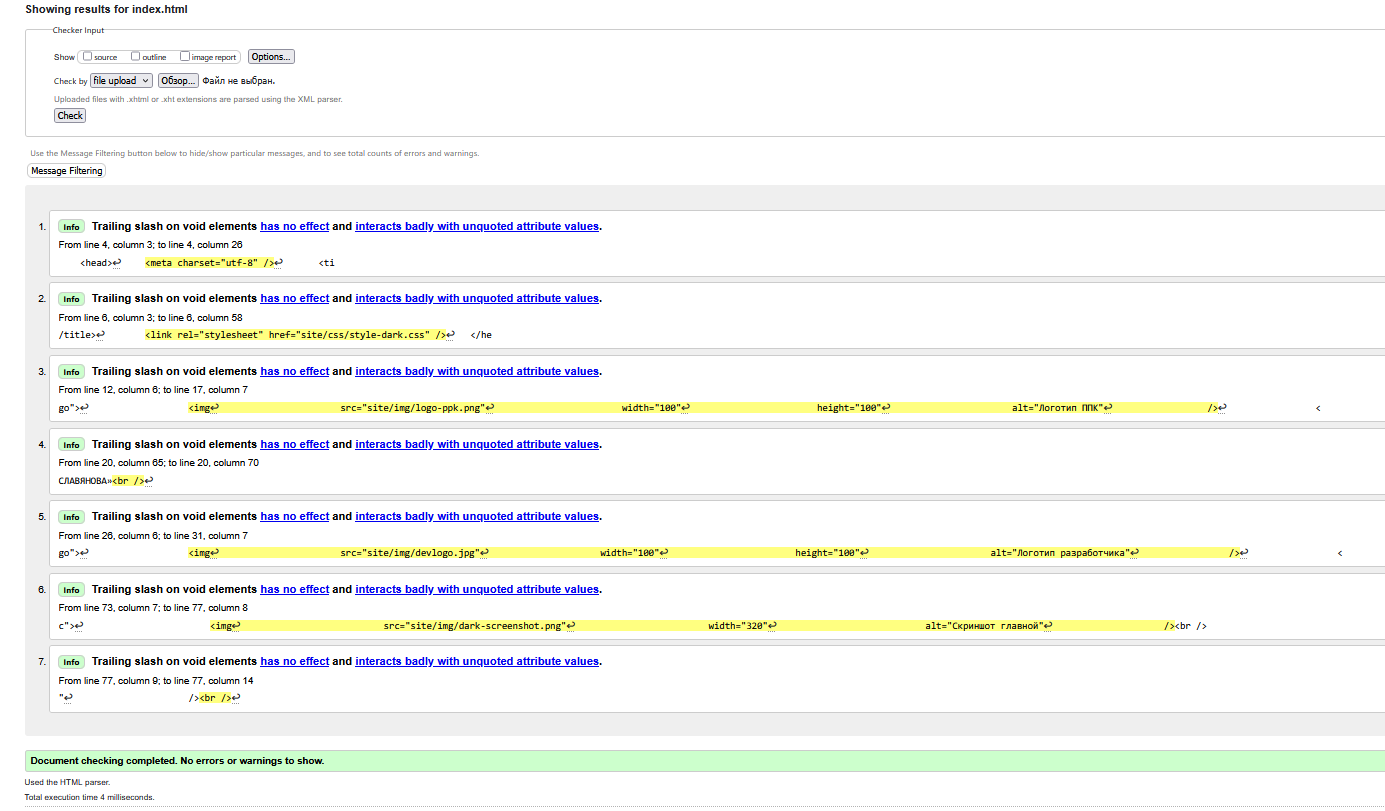 Showing results for index.html
Checker Input
Show source outline image report Options...
Check by file upload Обзор... Файл не выбран.
Uploaded files with .xhtml or .xht extensions are parsed using the XML parser.
Check
Use the Message Filtering button below to hide/show particular messages, and to see total counts of errors and warnings.
Message Filtering
1. Info Trailing slash on void elements has no effect and interacts badly with unquoted attribute values.
From line 4, column 3; to line 4, column 26
<head>↩ <meta charset="utf-8" />↩ <ti
2. Info Trailing slash on void elements has no effect and interacts badly with unquoted attribute values.
From line 6, column 3; to line 6, column 58
/title>↩ <link rel="stylesheet" href="site/css/style-dark.css" />↩ </he
3. Info Trailing slash on void elements has no effect and interacts badly with unquoted attribute values.
From line 12, column 6; to line 17, column 7
go">↩ <img↩ src="site/img/logo-ppk.png"↩ width="100"↩ height="100"↩ alt="Логотип ППК"↩ />↩ <
4. Info Trailing slash on void elements has no effect and interacts badly with unquoted attribute values.
From line 20, column 65; to line 20, column 70
СЛАВЯНОВА»<br />↩
5. Info Trailing slash on void elements has no effect and interacts badly with unquoted attribute values.
From line 26, column 6; to line 31, column 7
go">↩ <img↩ src="site/img/devlogo.jpg"↩ width="100"↩ height="100"↩ alt="Логотип разработчика"↩ />↩ <
6. Info Trailing slash on void elements has no effect and interacts badly with unquoted attribute values.
From line 73, column 7; to line 77, column 8
c">↩ <img↩ src="site/img/dark-screenshot.png"↩ width="320"↩ alt="Скриншот главной"↩ /><br />
7. Info Trailing slash on void elements has no effect and interacts badly with unquoted attribute values.
From line 77, column 9; to line 77, column 14
"↩ /><br />↩
Document checking completed. No errors or warnings to show.
Used the HTML parser.
Total execution time 4 milliseconds.